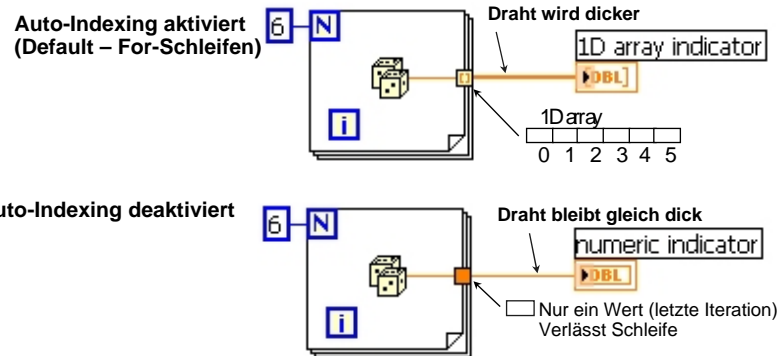 Auto-Indexing aktiviert
(Default – For-Schleifen)
6
N
i
Draht wird dicker
1D array indicator
DBL]
1D array
0 1 2 3 4 5
uto-Indexing deaktiviert
6
N
i
Draht bleibt gleich dick
numeric indicator
DBL
Nur ein Wert (letzte Iteration)
Verlässt Schleife